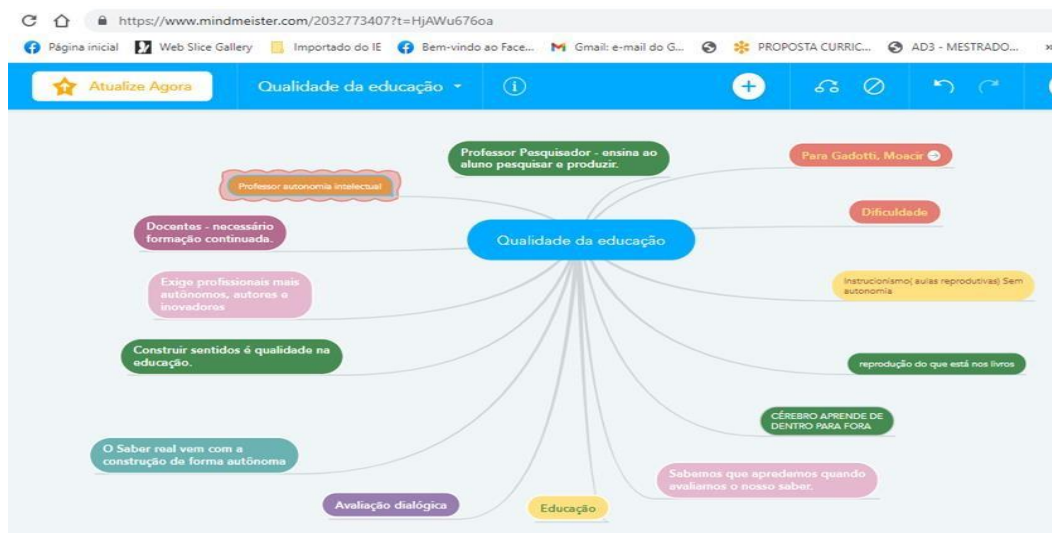 https://www.mindmeister.com/2032773407?t=HjAWu676oa
Página inicial Web Slice Gallery Importado do IE Bem-vindo ao Face... Gmail: e-mail do G... PROPOSTA CURRIC... AD3 - MESTRADO...
Atualize Agora Qualidade da educação
Professor Pesquisador - ensina ao
aluno pesquisar e produzir.
Para Gadotti, Moacir
Professor autonomia intelectual
Dificuldade
Docentes - necessário
formação continuada.
Qualidade da educação
Exige profissionais mais
autônomos, autores e
inovadores
Instrucionismo( aulas reprodutivas) Sem
autonomia
Construir sentidos é qualidade na
educação.
reprodução do que está nos livros
CÉREBRO APRENDE DE
DENTRO PARA FORA
O Saber real vem com a
construção de forma autônoma
Sabemos que apredemos quando
avaliamos o nosso saber.
Avaliação dialógica
Educação